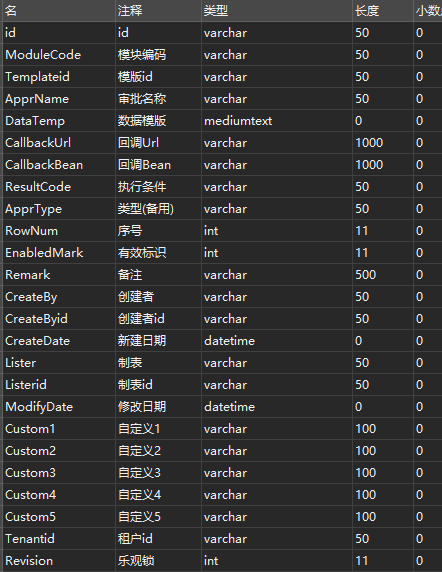 名 注释 类型 长度 小数
id id varchar 50 0
ModuleCode 模块编码 varchar 50 0
Templateid 模版id varchar 50 0
ApprName 审批名称 varchar 50 0
DataTemp 数据模版 mediumtext 0 0
CallbackUrl 回调Url varchar 1000 0
CallbackBean 回调Bean varchar 1000 0
ResultCode 执行条件 varchar 50 0
ApprType 类型(备用) varchar 50 0
RowNum 序号 int 11 0
EnabledMark 有效标识 int 11 0
Remark 备注 varchar 500 0
CreateBy 创建者 varchar 50 0
CreateByid 创建者id varchar 50 0
CreateDate 新建日期 datetime 0 0
Lister 制表 varchar 50 0
Listerid 制表id varchar 50 0
ModifyDate 修改日期 datetime 0 0
Custom1 自定义1 varchar 100 0
Custom2 自定义2 varchar 100 0
Custom3 自定义3 varchar 100 0
Custom4 自定义4 varchar 100 0
Custom5 自定义5 varchar 100 0
Tenantid 租户id varchar 50 0
Revision 乐观锁 int 11 0